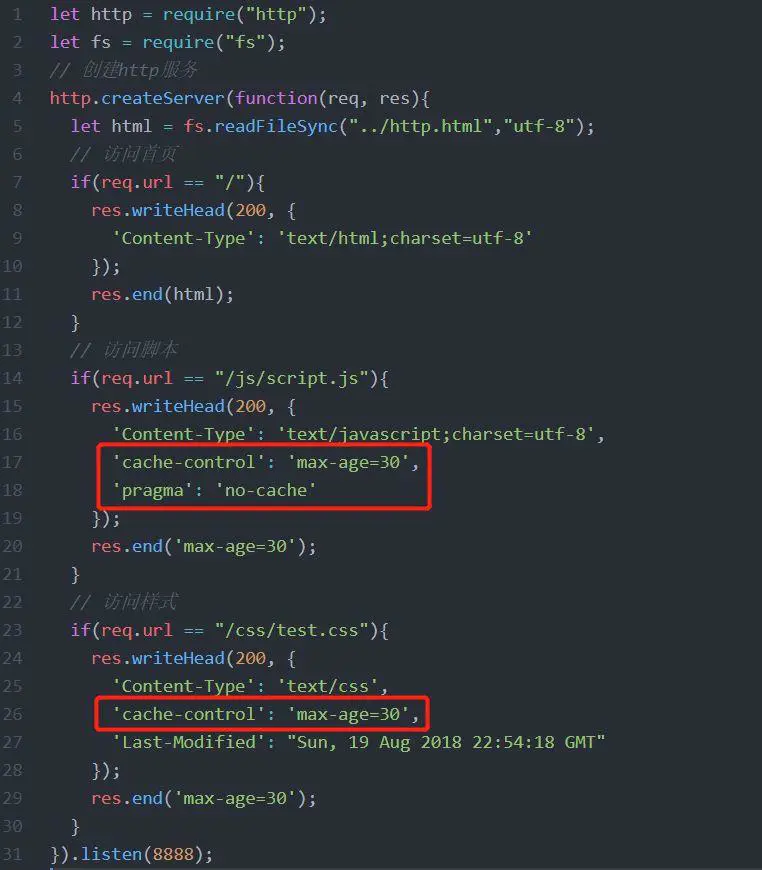 1 let http = require("http");
2 let fs = require("fs");
3 // 创建http服务
4 http.createServer(function(req, res){
5   let html = fs.readFileSync("../http.html","utf-8");
6   // 访问首页
7   if(req.url == "/"){
8     res.writeHead(200, {
9       'Content-Type': 'text/html;charset=utf-8'
10     });
11     res.end(html);
12   }
13   // 访问脚本
14   if(req.url == "/js/script.js"){
15     res.writeHead(200, {
16       'Content-Type': 'text/javascript;charset=utf-8',
17       'cache-control': 'max-age=30',
18       'pragma': 'no-cache'
19     });
20     res.end('max-age=30');
21   }
22   // 访问样式
23   if(req.url == "/css/test.css"){
24     res.writeHead(200, {
25       'Content-Type': 'text/css',
26       'cache-control': 'max-age=30',
27       'Last-Modified': "Sun, 19 Aug 2018 22:54:18 GMT"
28     });
29     res.end('max-age=30');
30   }
31 }).listen(8888);